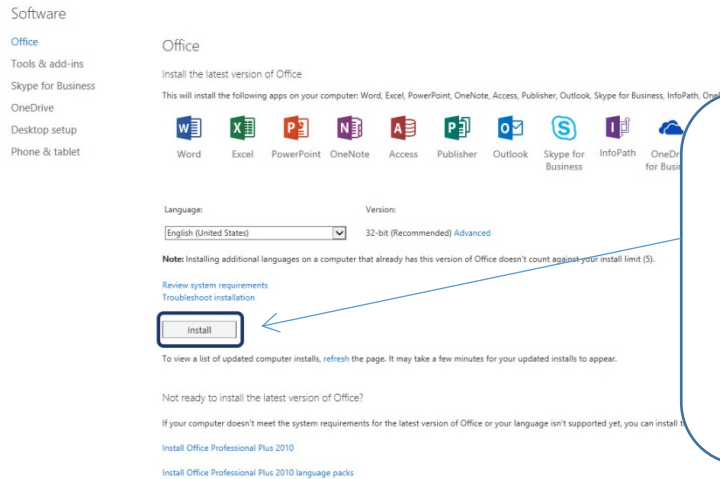 Software
Office
Tools & add-ins
Skype for Business
OneDrive
Desktop setup
Phone & tablet
Office
Install the latest version of Office
This will install the following apps on your computer: Word, Excel, PowerPoint, OneNote, Access, Publisher, Outlook, Skype for Business, InfoPath,
Word Excel PowerPoint OneNote Access Publisher Outlook Skype for Business InfoPath
for
Language: Version:
English (United States) 32-bit (Recommended) Advanced
Note: Installing additional languages on a computer that already has this version of Office doesn't count against your install limit (5).
Review system requirements
Troubleshoot installation
Install
To view a list of updated computer installs, refresh the page. It may take a few minutes for your updated installs to appear.
Not ready to install the latest version of Office?
If your computer doesn't meet the system requirements for the latest version of Office or your language isn't supported yet, you can install
Install Office Professional Plus 2010
Install Office Professional Plus 2010 language packs